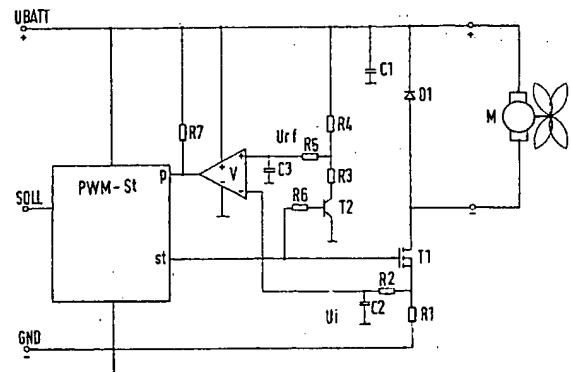 UBATT
+
+
C1
D1
M
R7
Urf
R4
R5
+
+
C3
V
R3
p
-
-
PWM-St
R6
T2
SOLL
-
st
T1
R2
C2
Ui
R1
GND
-